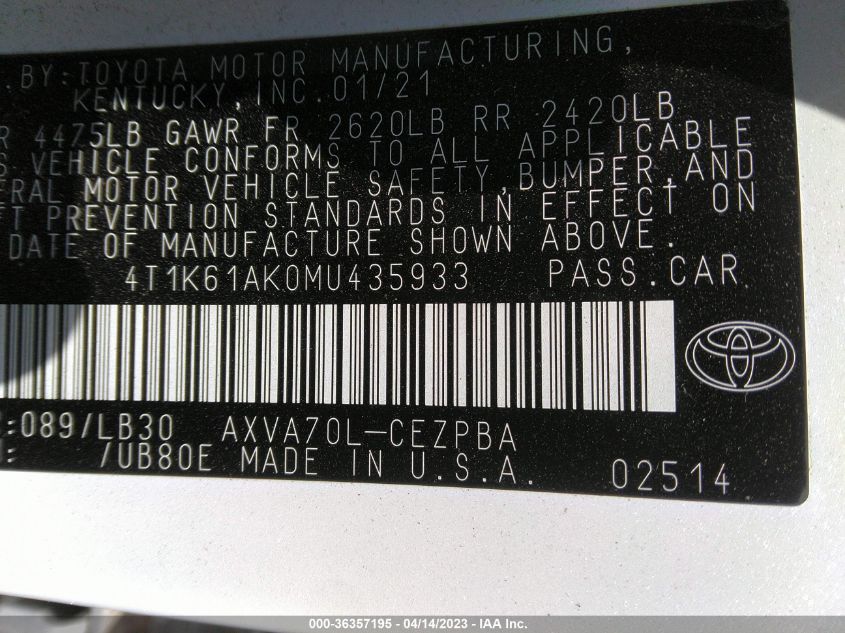 . BY: TOYOTA MOTOR MANUFACTURING,
KENTUCKY, INC. 01/21
R 4475LB GAWR FR 2620LB RR 2420LB
S VEHICLE CONFORMS TO ALL APPLICABLE
ERAL MOTOR VEHICLE SAFETY, BUMPER, AND
T PREVENTION STANDARDS IN EFFECT ON
DATE OF MANUFACTURE SHOWN ABOVE.
4T1K61AK0MU435933 PASS. CAR
:089/LB30 AXVA70L-CEZPBA
: /UB80E MADE IN U.S.A. 02514
000-36357195 - 04/14/2023 - IAA Inc.